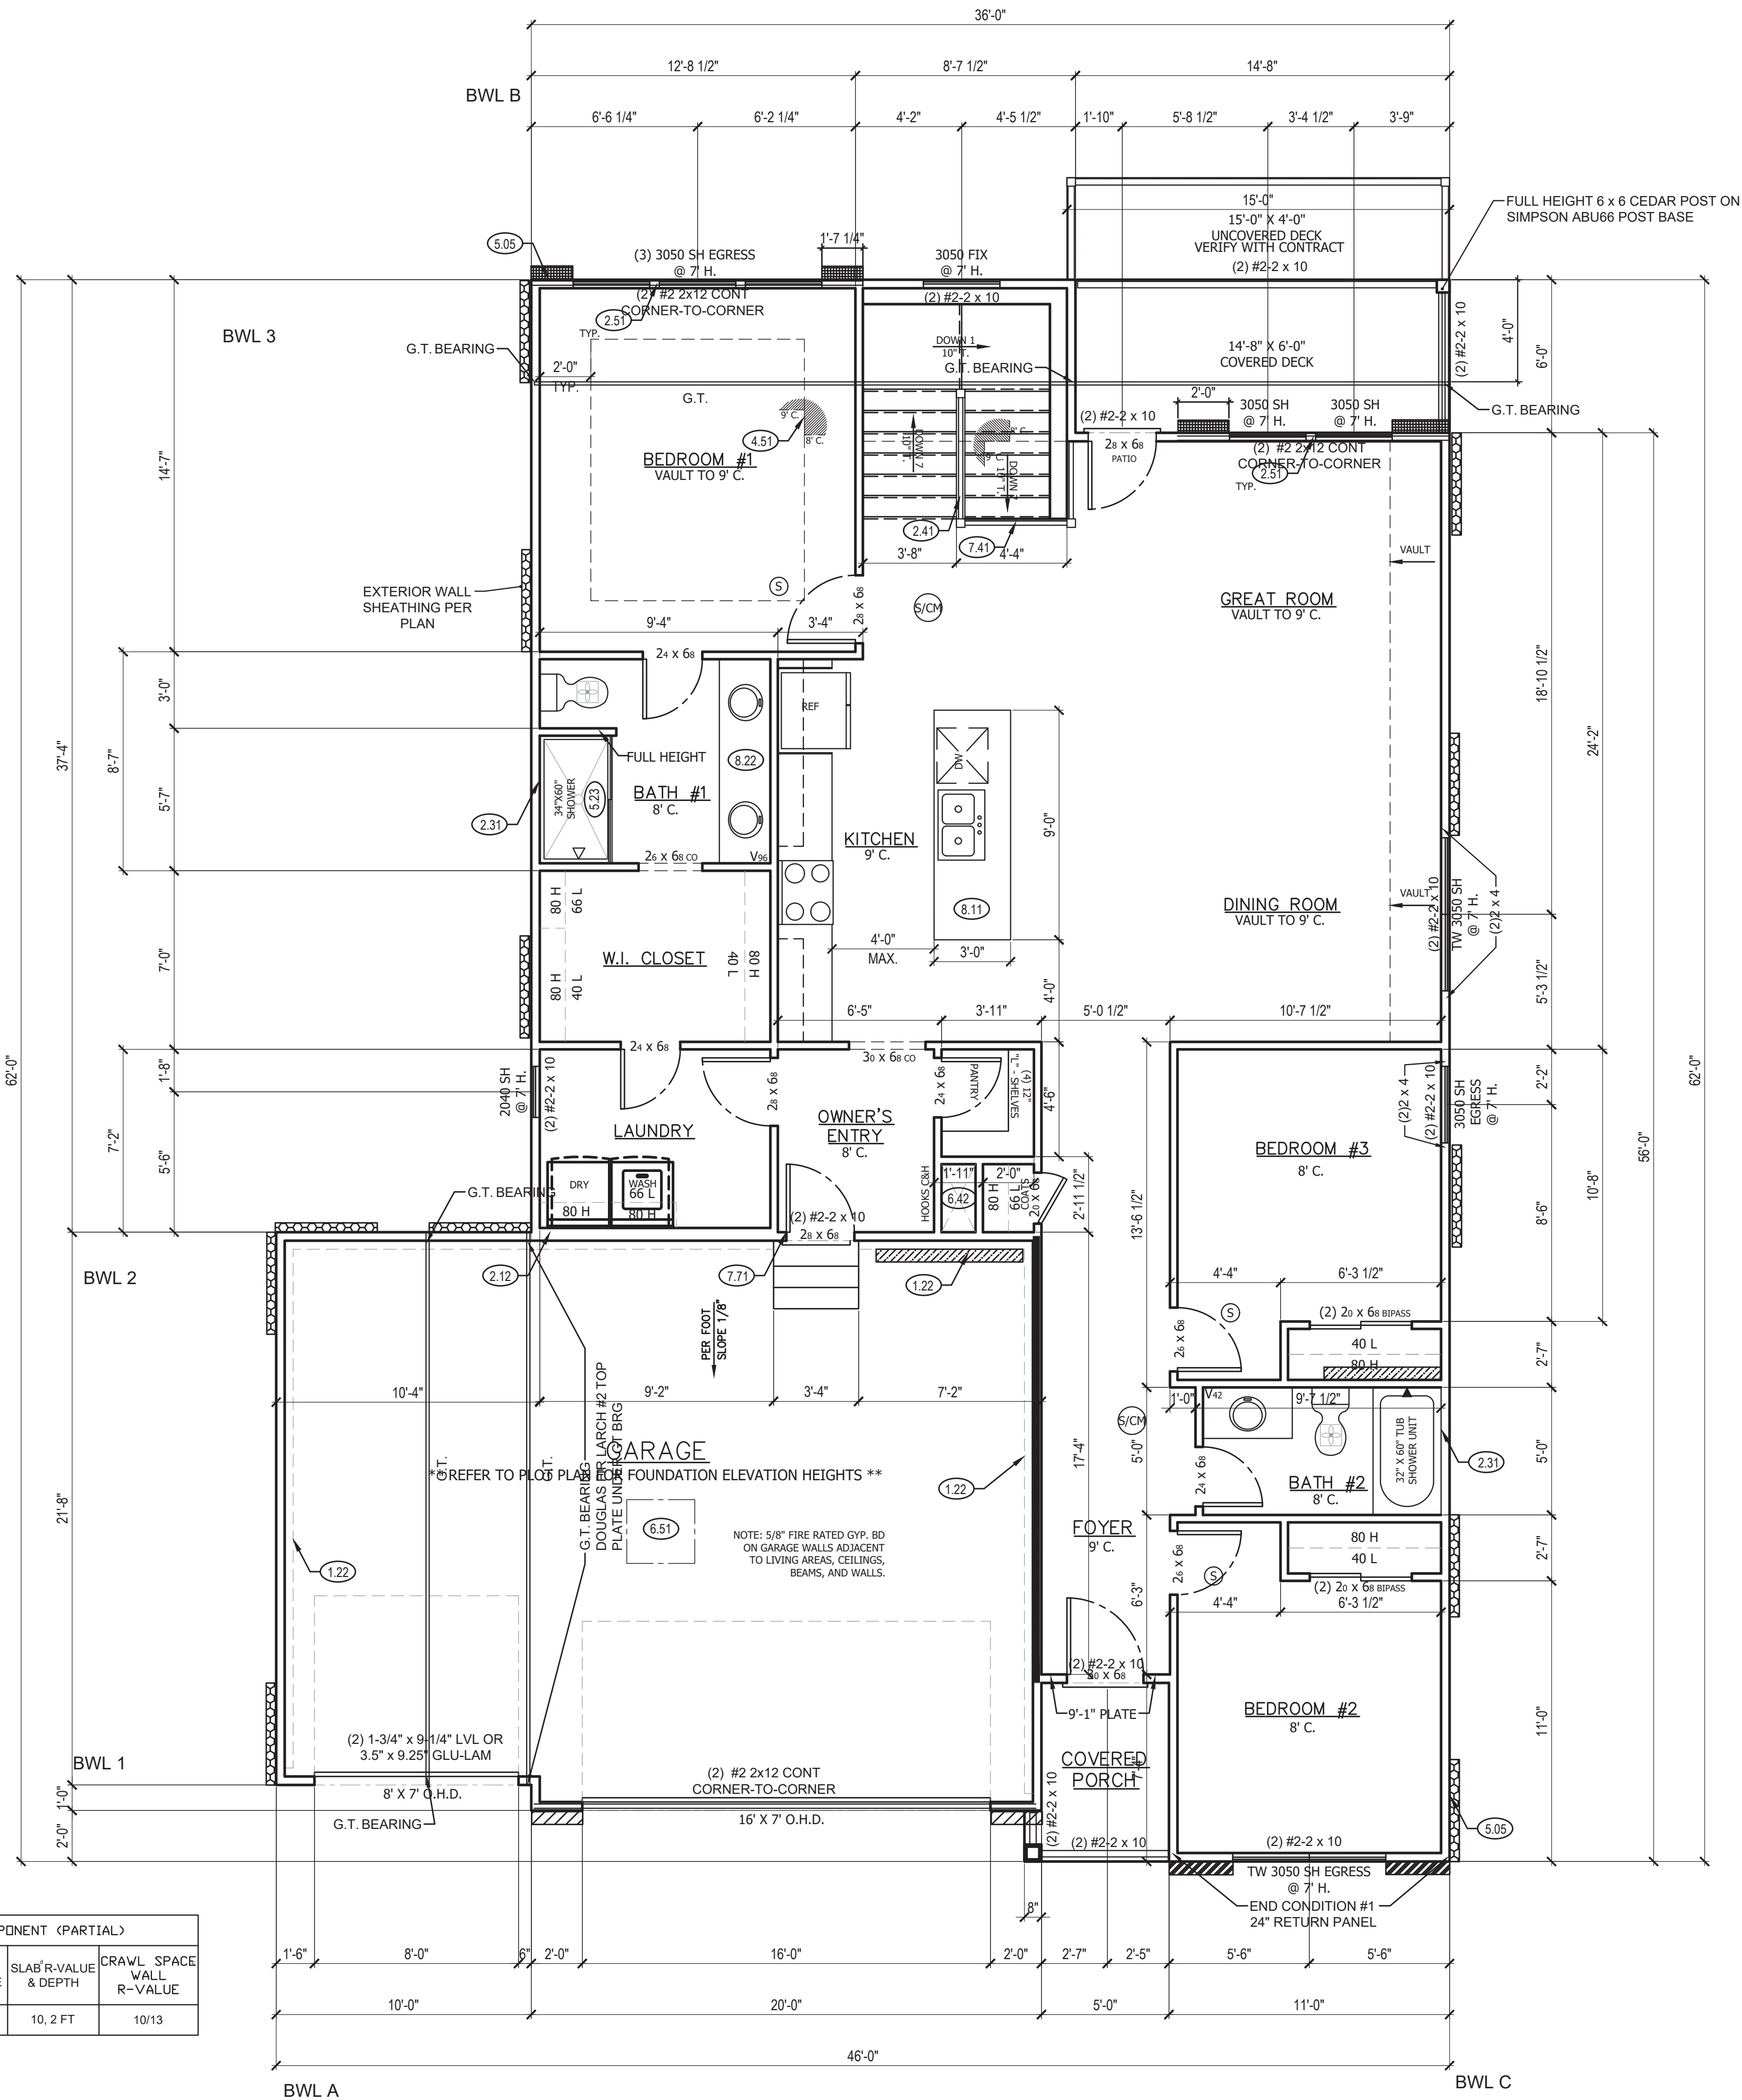 36'-0"
12'-8 1/2"
8'-7 1/2"
14'-8"
BWL B
6'-6 1/4"
6'-2 1/4"
4'-2"
4'-5 1/2"
1'-10"
5'-8 1/2"
3'-4 1/2"
3'-9"
15'-0"
15'-0" X 4'-0"
UNCOVERED DECK
VERIFY WITH CONTRACT
(2) #2-2 x 10
FULL HEIGHT 6 x 6 CEDAR POST ON
SIMPSON ABU66 POST BASE
5.05
(3) 3050 SH EGRESS
@ 7' H.
1'-7 1/4"
3050 FIX
@ 7' H.
(2) #2 2x12 CONT
CORNER-TO-CORNER
(2) #2-2 x 10
2.51
TYP.
BWL 3
G.T. BEARING
2'-0"
TYP.
G.T.
DOWN 1
10" T.
G.T. BEARING
14'-8" X 6'-0"
COVERED DECK
(2) #2-2 x 10
4'-0"
6'-0"
G.T. BEARING
9' C.
8' C.
4.51
BEDROOM #1
VAULT TO 9' C.
DOWN 7
10" T.
8' C.
9' C.
DOWN 7
10" T.
(2) #2-2 x 10
28 x 68
PATIO
2'-0"
3050 SH
@ 7' H.
3050 SH
@ 7' H.
(2) #2 2x12 CONT
CORNER-TO-CORNER
2.51
TYP.
14'-7"
2.41
7.41
3'-8"
4'-4"
VAULT
EXTERIOR WALL
SHEATHING PER
PLAN
S
28 x 68
S/CM
GREAT ROOM
VAULT TO 9' C.
9'-4"
3'-4"
24 x 68
18'-10 1/2"
24'-2"
3'-0"
37'-4"
8'-7"
5'-7"
REF
FULL HEIGHT
8.22
34"X60"
SHOWER
5.23
BATH #1
8' C.
2.31
DW
KITCHEN
9' C.
9'-0"
26 x 68 CO
V96
8.11
DINING ROOM
VAULT TO 9' C.
VAULT
(2) #2-2 x 10
TW 3050 SH
@ 7' H.
(2)2 x 4
80 H
66 L
80 H
40 L
W.I. CLOSET
40 L
80 H
7'-0"
4'-0"
MAX.
3'-0"
4'-0"
5'-3 1/2"
6'-5"
3'-11"
5'-0 1/2"
10'-7 1/2"
62'-0"
62'-0"
24 x 68
30 x 68 CO
1'-8"
2040 SH
@ 7' H.
(2) #2-2 x 10
28 x 68
24 x 68
PANTRY
(4) 12"
"L" - SHELVES
4'-6"
(2)2 x 4
(2) #2-2 x 10
3050 SH
EGRESS
@ 7' H.
2'-2"
LAUNDRY
OWNER'S
ENTRY
8' C.
BEDROOM #3
8' C.
7'-2"
5'-6"
G.T. BEARING
DRY
WASH
66 L
80 H
80 H
HOOKS C&H
1'-11"
2'-0"
6.42
80 H
66 L
COATS
20 x 68
2'-11 1/2"
13'-6 1/2"
8'-6"
10'-8"
56'-0"
(2) #2-2 x 10
28 x 68
BWL 2
2.12
7.71
1.22
4'-4"
6'-3 1/2"
PER FOOT
SLOPE 1/8"
S
26 x 68
(2) 20 x 68 BIPASS
40 L
80 H
2'-7"
10'-4"
9'-2"
3'-4"
7'-2"
1'-0"
V42
9'-7 1/2"
S/CM
5'-0"
17'-4"
GARAGE
**REFER TO PLOT PLAN FOR FOUNDATION ELEVATION HEIGHTS **
G.T.
G.T.
G.T. BEARING
DOUGLAS FIR LARCH #2 TOP
PLATE UNDER GT BRG
24 x 68
BATH #2
8' C.
32" X 60" TUB
SHOWER UNIT
2.31
5'-0"
1.22
21'-8"
6.51
NOTE: 5/8" FIRE RATED GYP. BD
ON GARAGE WALLS ADJACENT
TO LIVING AREAS, CEILINGS,
BEAMS, AND WALLS.
FOYER
9' C.
80 H
40 L
(2) 20 x 68 BIPASS
2'-7"
26 x 68
S
1.22
4'-4"
6'-3 1/2"
6'-3"
(2) #2-2 x 10
30 x 68
9'-1" PLATE
BEDROOM #2
8' C.
11'-0"
(2) 1-3/4" x 9-1/4" LVL OR
3.5" x 9.25" GLU-LAM
BWL 1
8' X 7' O.H.D.
COVERED
PORCH
7'-0"
(2) #2 2x12 CONT
CORNER-TO-CORNER
16' X 7' O.H.D.
G.T. BEARING
1'-0"
2'-0"
(2) #2-2 x 10
(2) #2-2 x 10
(2) #2-2 x 10
5.05
TW 3050 SH EGRESS
@ 7' H.
END CONDITION #1
24" RETURN PANEL
8"
PONENT (PARTIAL)
SLAB R-VALUE
& DEPTH
CRAWL SPACE
WALL
R-VALUE
10, 2 FT
10/13
1'-6"
8'-0"
6"
2'-0"
16'-0"
2'-0"
2'-7"
2'-5"
5'-6"
5'-6"
10'-0"
20'-0"
5'-0"
11'-0"
46'-0"
BWL A
BWL C